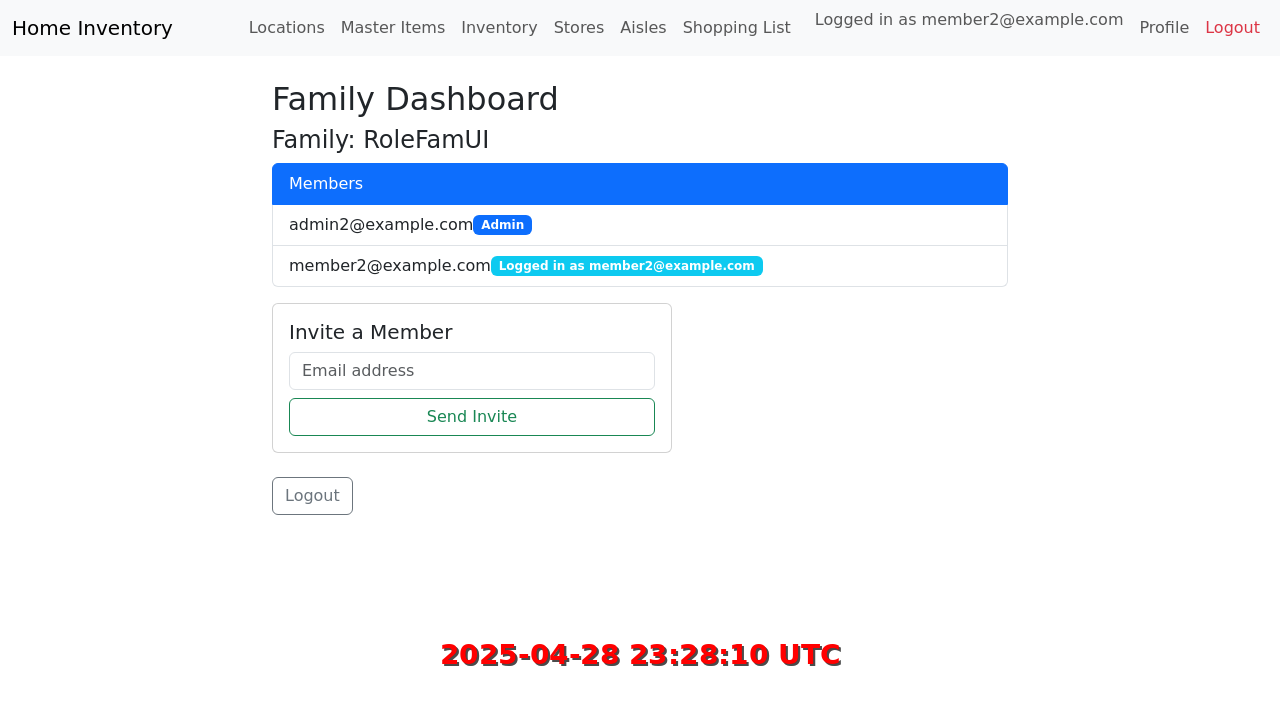 Home Inventory Locations Master Items Inventory Stores Aisles Shopping List Logged in as member2@example.com Profile Logout
Family Dashboard
Family: RoleFamUI
Members
admin2@example.com Admin
member2@example.com Logged in as member2@example.com
Invite a Member
Email address
Send Invite
Logout
2025-04-28 23:28:10 UTC